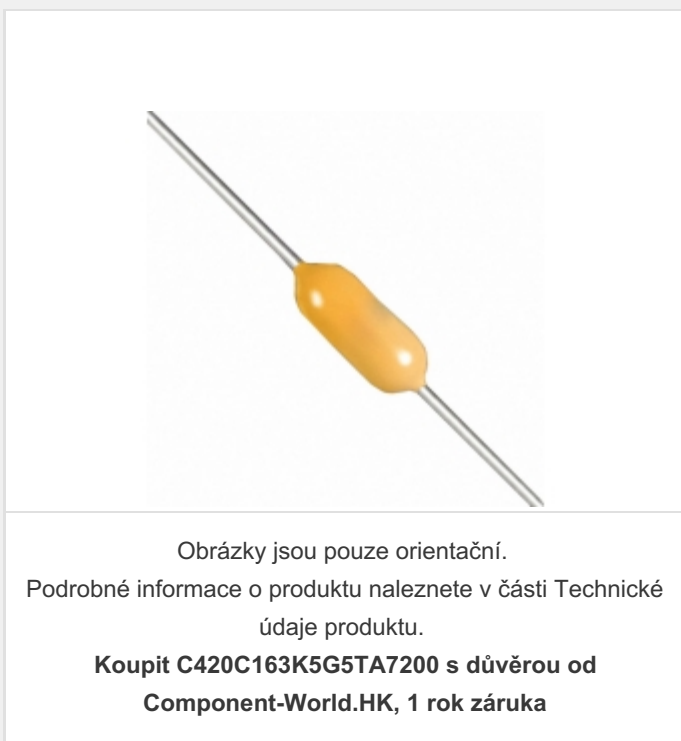 Obrázky jsou pouze orientační.
Podrobné informace o produktu naleznete v části Technické
údaje produktu.
Koupit C420C163K5G5TA7200 s důvěrou od
Component-World.HK, 1 rok záruka